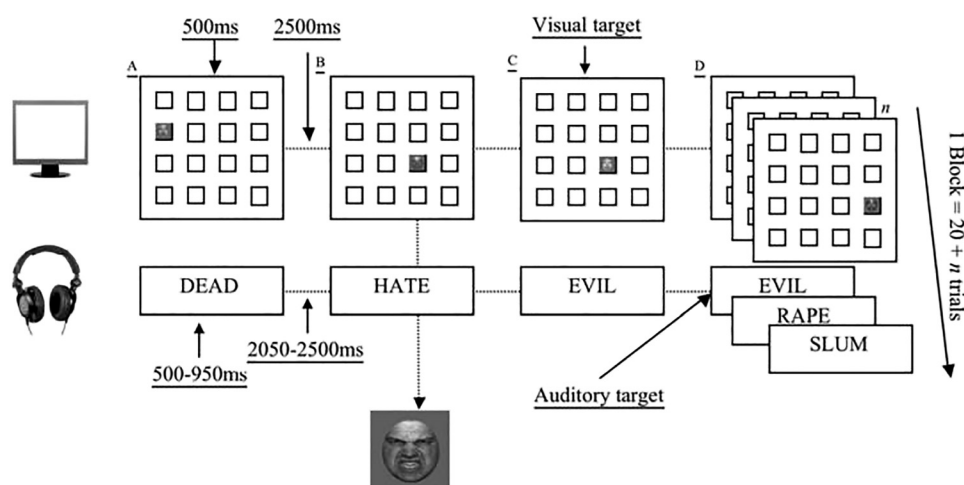 500ms
2500ms
Visual target
A
B
C
D
n
DEAD
HATE
EVIL
EVIL
RAPE
SLUM
2050-2500ms
500-950ms
Auditory target
1 Block = 20 + n trials